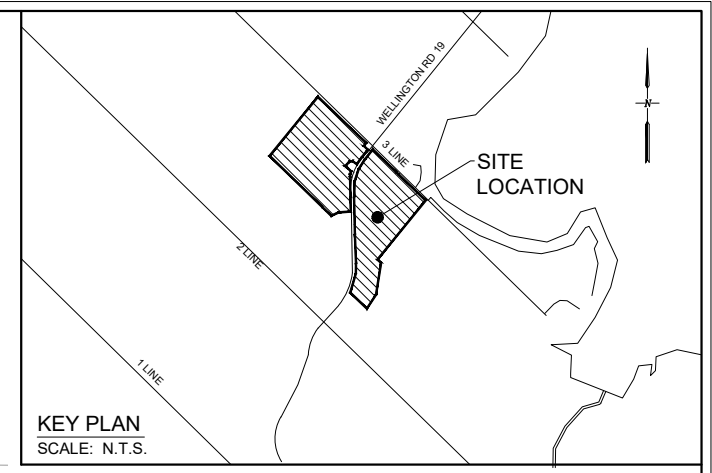 WELLINGTON RD 19
N
3 LINE
SITE
LOCATION
2 LINE
1 LINE
KEY PLAN
SCALE: N.T.S.